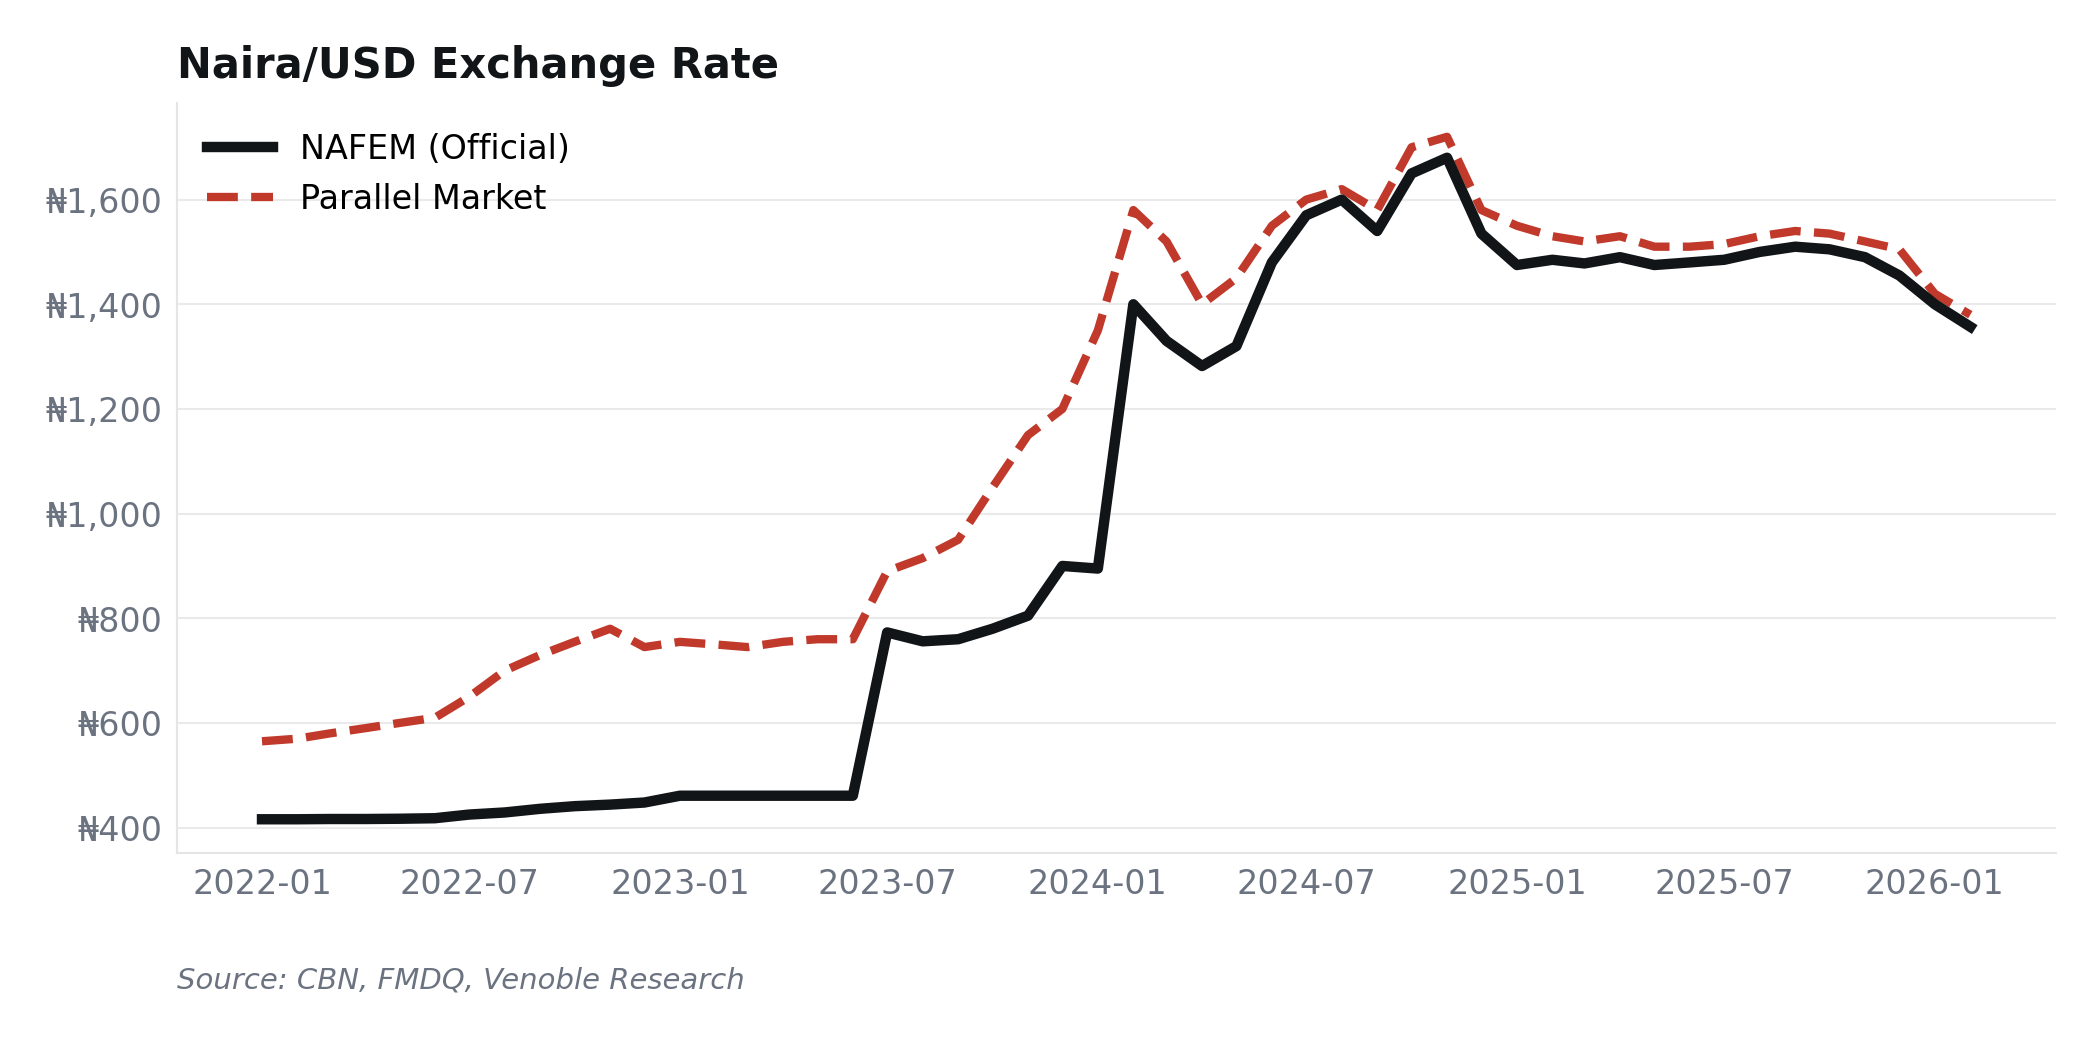 Naira/USD Exchange Rate
NAFEM (Official)
Parallel Market
₦1,600
₦1,400
₦1,200
₦1,000
₦800
₦600
₦400
2022-01 2022-07 2023-01 2023-07 2024-01 2024-07 2025-01 2025-07 2026-01
Source: CBN, FMDQ, Venoble Research